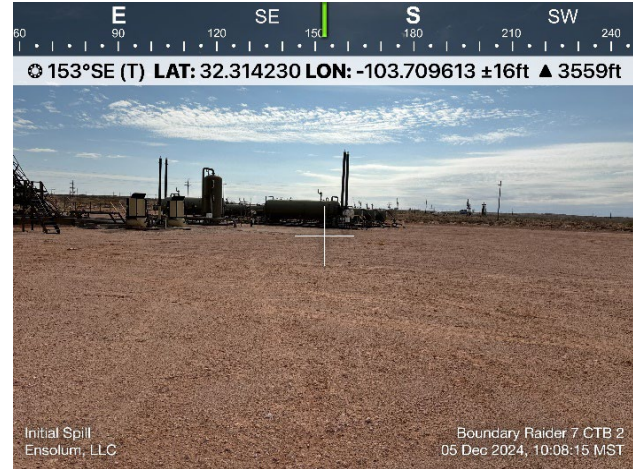 E SE S SW
60 90 120 150 180 210 240
153°SE (T) LAT: 32.314230 LON: -103.709613 ±16ft ▲ 3559ft
Initial Spill
Ensolum, LLC
Boundary Raider 7 CTB 2
05 Dec 2024, 10:08:15 MST